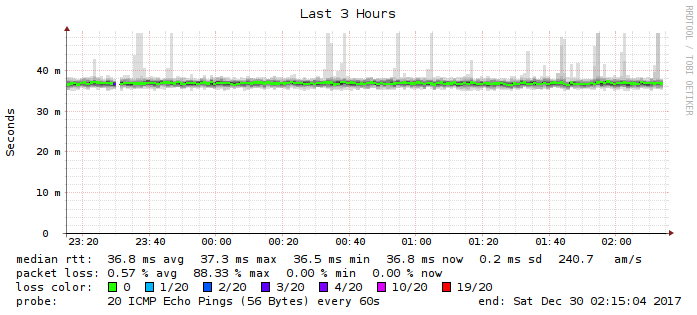 Last 3 Hours
RRDTOOL / TOBI OETIKER
Seconds
40 m
30 m
20 m
10 m
0
23:20 23:40 00:00 00:20 00:40 01:00 01:20 01:40 02:00
median rtt: 36.8 ms avg 37.3 ms max 36.5 ms min 36.8 ms now 0.2 ms sd 240.7 am/s
packet loss: 0.57 % avg 88.33 % max 0.00 % min 0.00 % now
loss color: 0 1/20 2/20 3/20 4/20 10/20 19/20
probe: 20 ICMP Echo Pings (56 Bytes) every 60s end: Sat Dec 30 02:15:04 2017